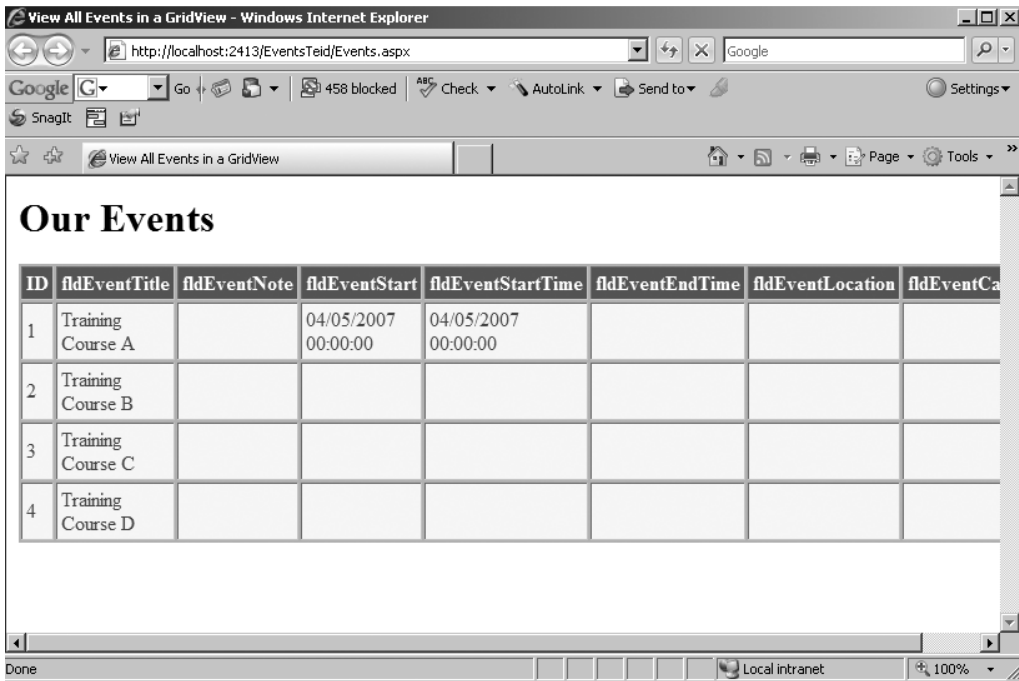 View All Events in a GridView - Windows Internet Explorer
http://localhost:2413/EventsTeid/Events.aspx
Google
Google G Go 458 blocked ABC Check AutoLink Send to Settings
SnagIt
View All Events in a GridView Page Tools »
Our Events
ID fldEventTitle fldEventNote fldEventStart fldEventStartTime fldEventEndTime fldEventLocation fldEventCa
1 Training Course A 04/05/2007 00:00:00 04/05/2007 00:00:00
2 Training Course B
3 Training Course C
4 Training Course D
Done Local intranet 100%